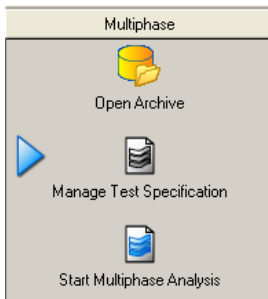 Multiphase
Open Archive
Manage Test Specification
Start Multiphase Analysis